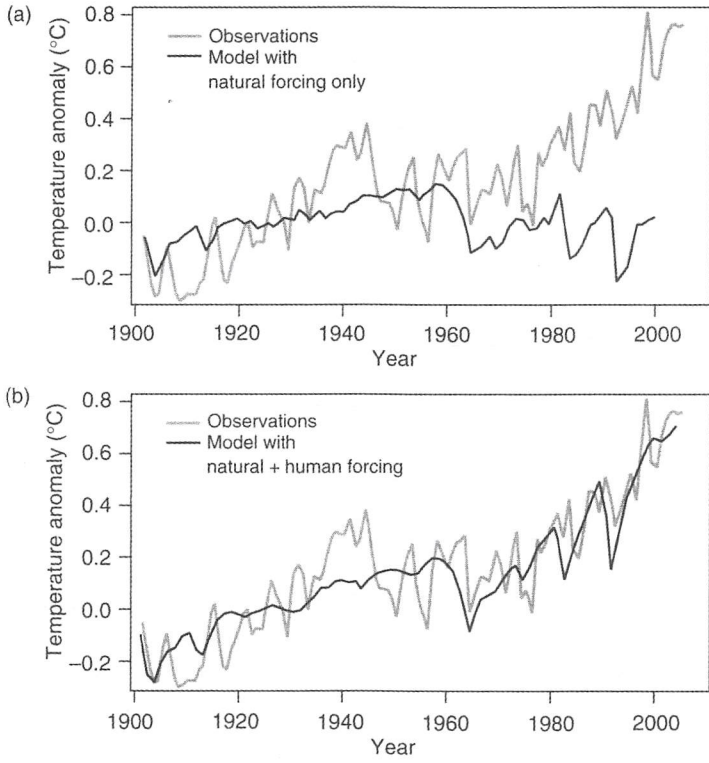 (a)
Temperature anomaly (°C)
0.8
0.6
0.4
0.2
0.0
−0.2
Observations
Model with
natural forcing only
1900
1920
1940
1960
1980
2000
Year
(b)
Temperature anomaly (°C)
0.8
0.6
0.4
0.2
0.0
−0.2
Observations
Model with
natural + human forcing
1900
1920
1940
1960
1980
2000
Year